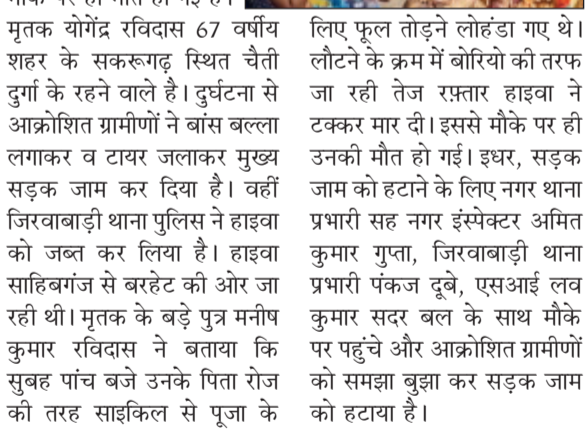 मृतक योगेंद्र रविदास 67 वर्षीय
शहर के सकरूगढ़ स्थित चैती
दुर्गा के रहने वाले है। दुर्घटना से
आक्रोशित ग्रामीणों ने बांस बल्ला
लगाकर व टायर जलाकर मुख्य
सड़क जाम कर दिया है। वहीं
जिरवाबाड़ी थाना पुलिस ने हाइवा
को जब्त कर लिया है। हाइवा
साहिबगंज से बरहेट की ओर जा
रही थी। मृतक के बड़े पुत्र मनीष
कुमार रविदास ने बताया कि
सुबह पांच बजे उनके पिता रोज
की तरह साइकिल से पूजा के
लिए फूल तोड़ने लोहंडा गए थे।
लौटने के क्रम में बोरियो की तरफ
जा रही तेज रफ़्तार हाइवा ने
टक्कर मार दी। इससे मौके पर ही
उनकी मौत हो गई। इधर, सड़क
जाम को हटाने के लिए नगर थाना
प्रभारी सह नगर इंस्पेक्टर अमित
कुमार गुप्ता, जिरवाबाड़ी थाना
प्रभारी पंकज दूबे, एसआई लव
कुमार सदर बल के साथ मौके
पर पहुंचे और आक्रोशित ग्रामीणों
को समझा बुझा कर सड़क जाम
को हटाया है।